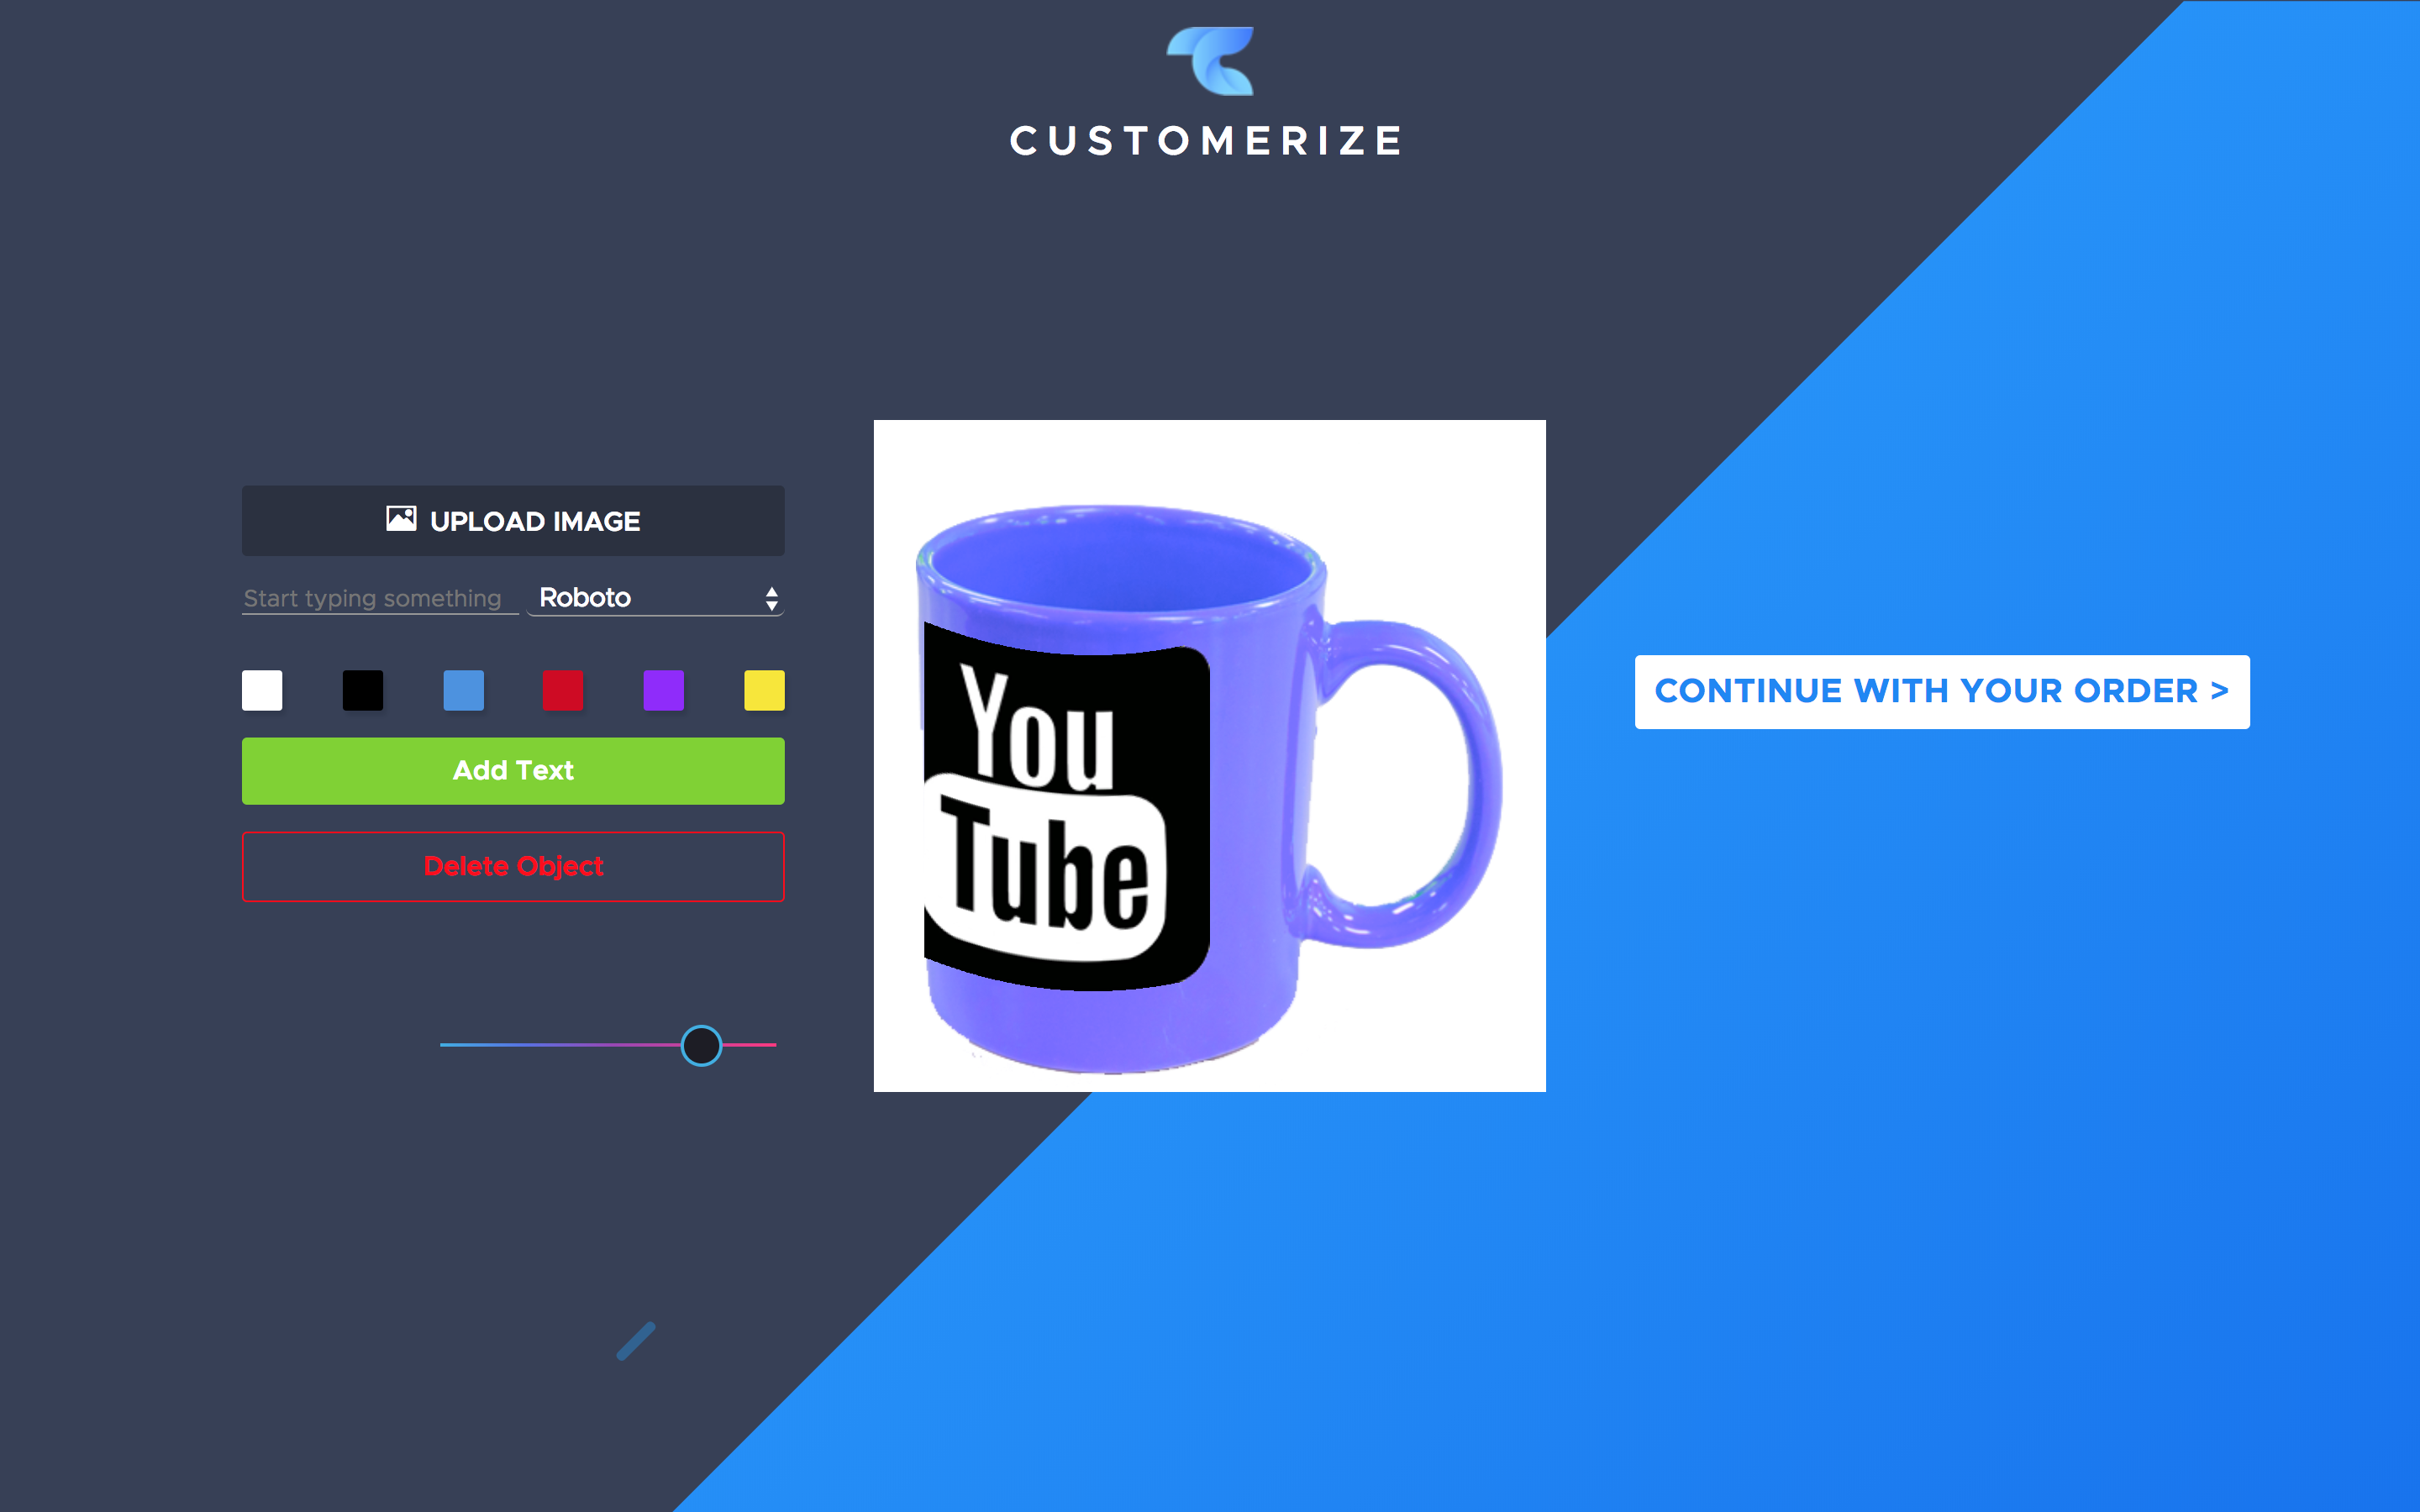 CUSTOMERIZE
UPLOAD IMAGE
Start typing something
Roboto
Add Text
Delete Object
You
Tube
CONTINUE WITH YOUR ORDER >